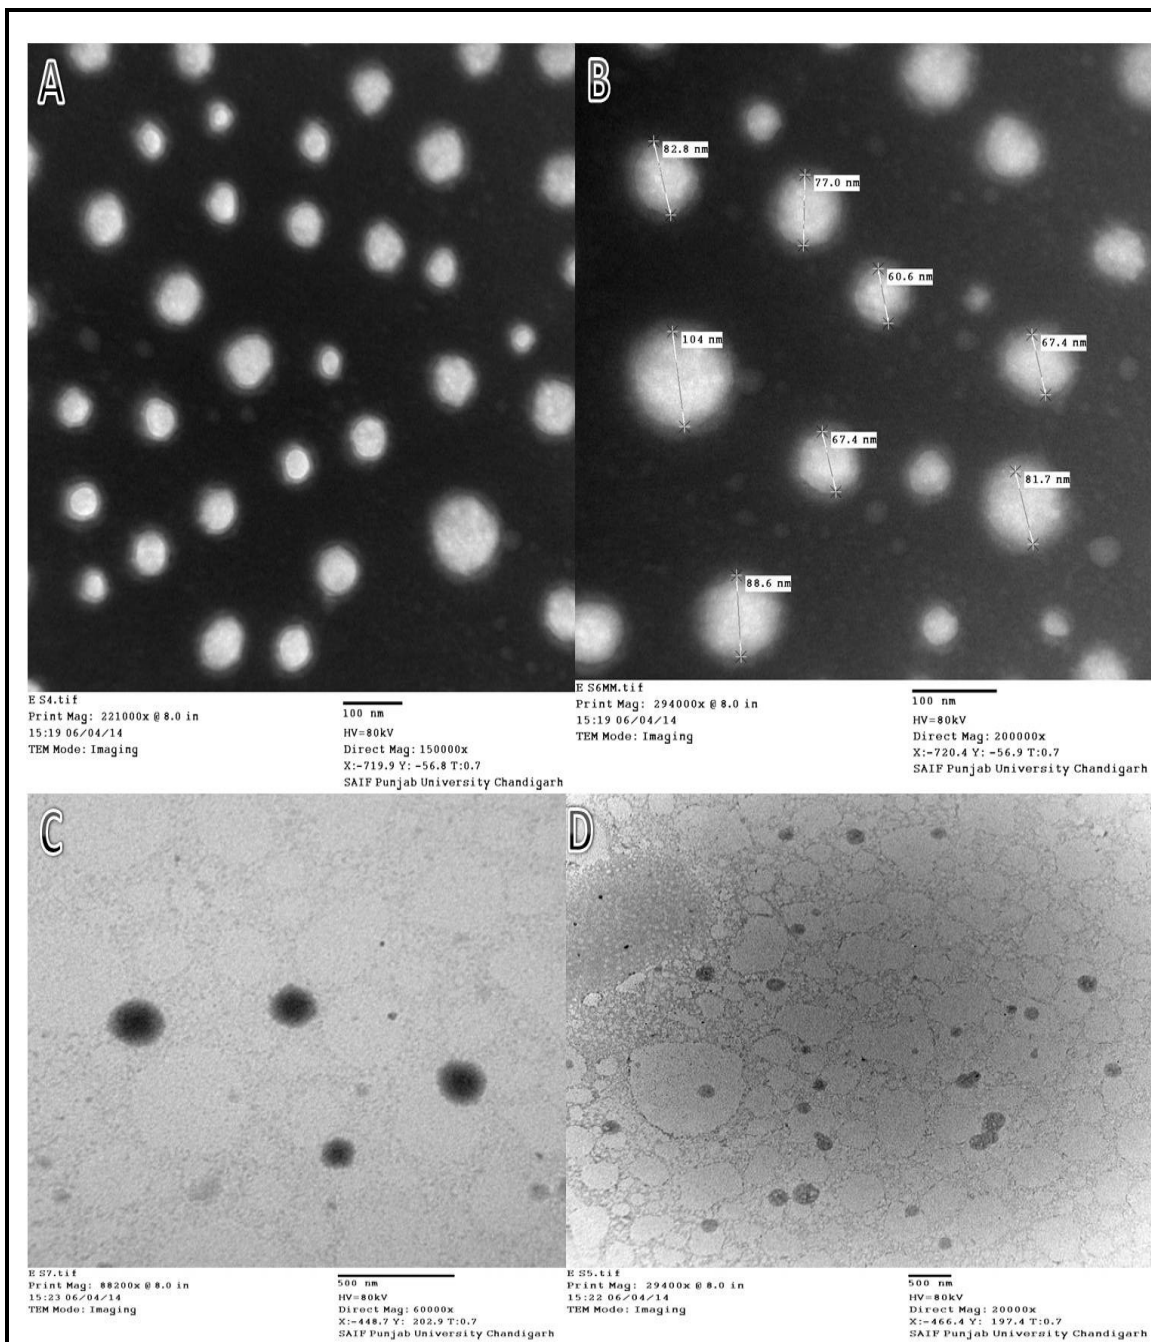 A
B
82.8 nm
77.0 nm
60.6 nm
104 nm
67.4 nm
67.4 nm
81.7 nm
88.6 nm
E S4.tif
Print Mag: 221000x @ 8.0 in
15:19 06/04/14
TEM Mode: Imaging
100 nm
HV=80kV
Direct Mag: 150000x
X:-719.9 Y: -56.8 T:0.7
SAIF Punjab University Chandigarh
E S6MM.tif
Print Mag: 294000x @ 8.0 in
15:19 06/04/14
TEM Mode: Imaging
100 nm
HV=80kV
Direct Mag: 200000x
X:-720.4 Y: -56.9 T:0.7
SAIF Punjab University Chandigarh
C
D
E S7.tif
Print Mag: 88200x @ 8.0 in
15:23 06/04/14
TEM Mode: Imaging
500 nm
HV=80kV
Direct Mag: 60000x
X:-448.7 Y: 202.9 T:0.7
SAIF Punjab University Chandigarh
E S5.tif
Print Mag: 29400x @ 8.0 in
15:22 06/04/14
TEM Mode: Imaging
500 nm
HV=80kV
Direct Mag: 20000x
X:-466.4 Y: 197.4 T:0.7
SAIF Punjab University Chandigarh